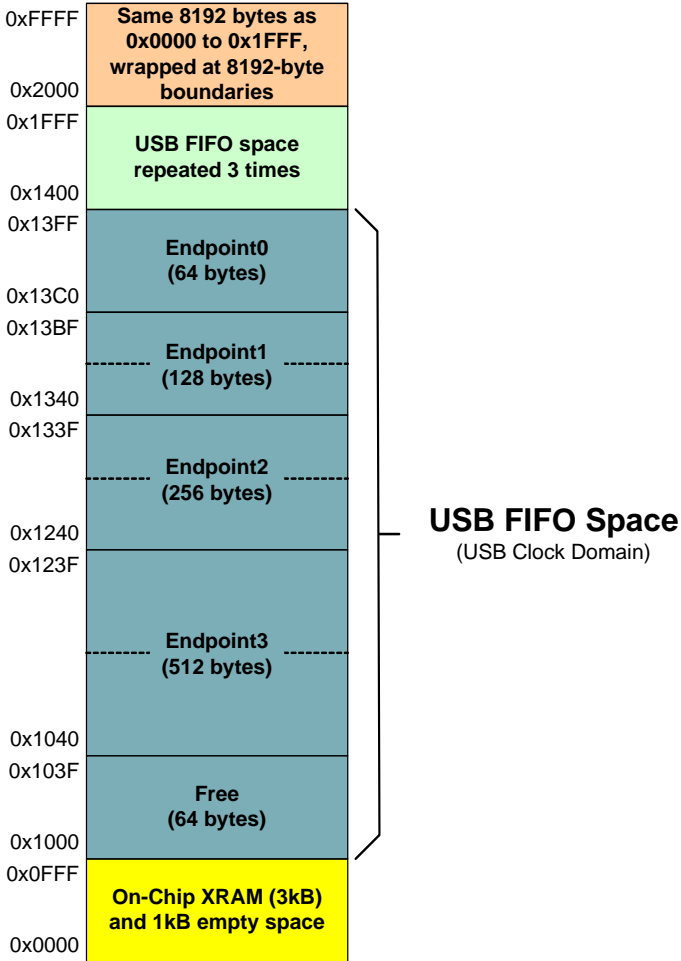 0xFFFF
Same 8192 bytes as
0x0000 to 0x1FFF,
wrapped at 8192-byte
boundaries
0x2000
0x1FFF
USB FIFO space
repeated 3 times
0x1400
0x13FF
Endpoint0
(64 bytes)
0x13C0
0x13BF
Endpoint1
(128 bytes)
0x1340
0x133F
Endpoint2
(256 bytes)
0x1240
0x123F
Endpoint3
(512 bytes)
0x1040
0x103F
Free
(64 bytes)
0x1000
USB FIFO Space
(USB Clock Domain)
0x0FFF
On-Chip XRAM (3kB)
and 1kB empty space
0x0000